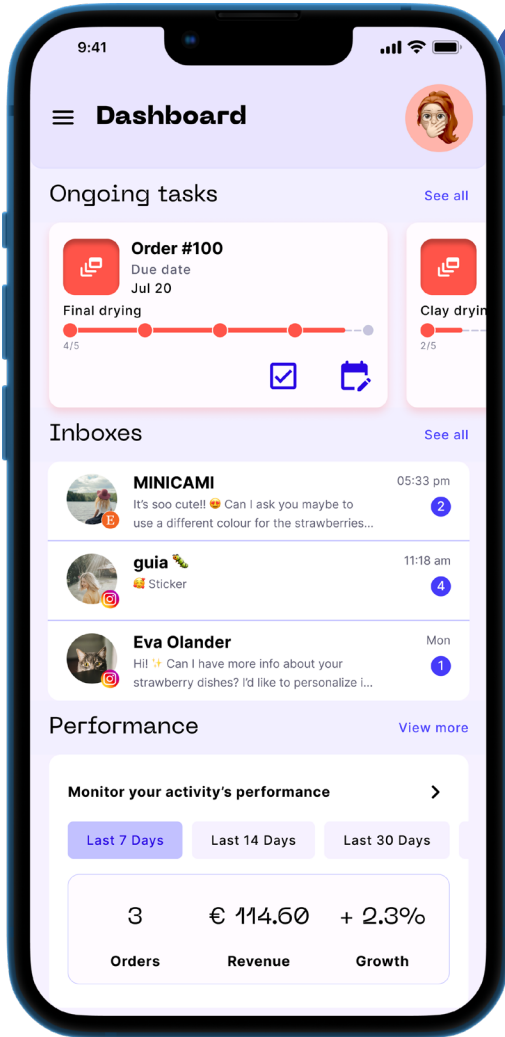 9:41
Dashboard
Ongoing tasks
See all
Order #100
Due date
Jul 20
Final drying
4/5
Clay dryin
2/5
Inboxes
See all
MINICAMI
05:33 pm
It's soo cute!! 😍 Can I ask you maybe to
use a different colour for the strawberries...
2
E
guia 🐛
11:18 am
🥰 Sticker
4
Eva Olander
Mon
Hi! ✨ Can I have more info about your
strawberry dishes? I'd like to personalize i...
1
Performance
View more
Monitor your activity's performance
Last 7 Days
Last 14 Days
Last 30 Days
3
€ 114.60
+ 2.3%
Orders
Revenue
Growth